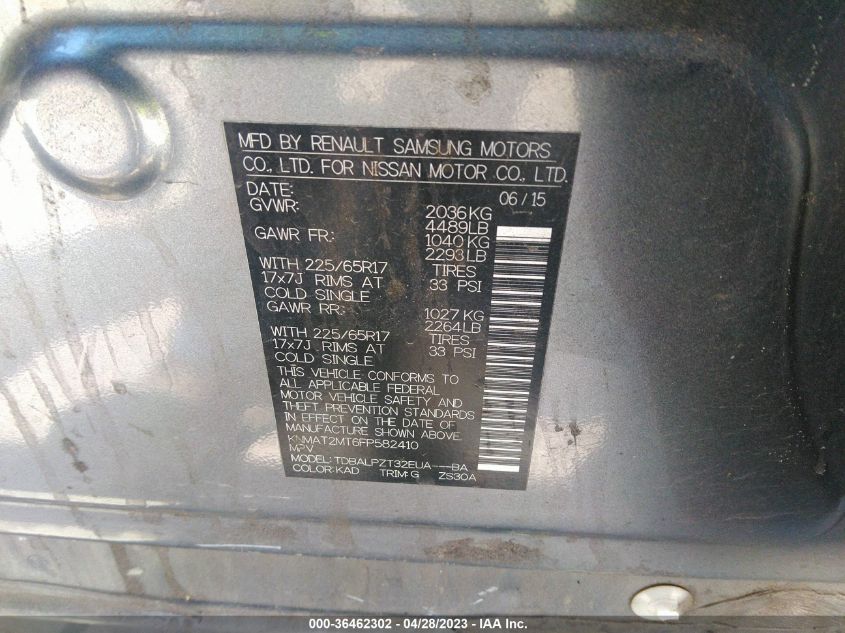 MFD BY RENAULT SAMSUNG MOTORS
CO., LTD. FOR NISSAN MOTOR CO., LTD.
DATE: 06/15
GVWR: 2036KG
4489LB
GAWR FR: 1040KG
2293LB
WITH 225/65R17 TIRES
17x7J RIMS AT 33 PSI
COLD SINGLE
GAWR RR: 1027 KG
2264LB
WITH 225/65R17 TIRES
17x7J RIMS AT 33 PSI
COLD SINGLE
THIS VEHICLE CONFORMS TO
ALL APPLICABLE FEDERAL
MOTOR VEHICLE SAFETY AND
THEFT PREVENTION STANDARDS
IN EFFECT ON THE DATE OF
MANUFACTURE SHOWN ABOVE
KNMAT2MT6FP582410
MPV
MODEL: TDBALPZT32EUA---BA
COLOR: KAD TRIM: G ZS30A
000-36462302 - 04/28/2023 - IAA Inc.